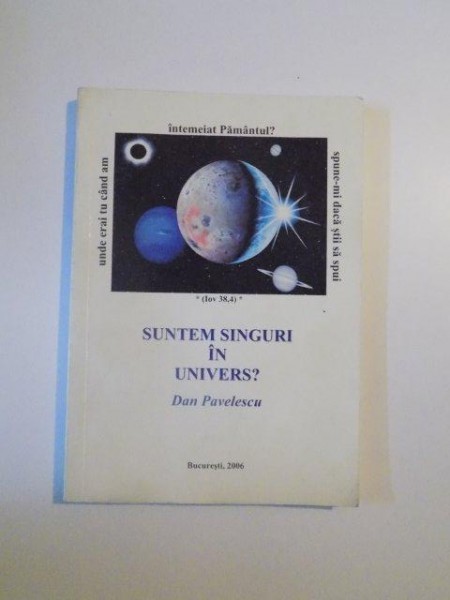 unde erai tu când am
întemeiat Pământul?
spune-mi dacă știi să spui
* (Iov 38,4) *
SUNTEM SINGURI
ÎN
UNIVERS?
Dan Pavelescu
București, 2006